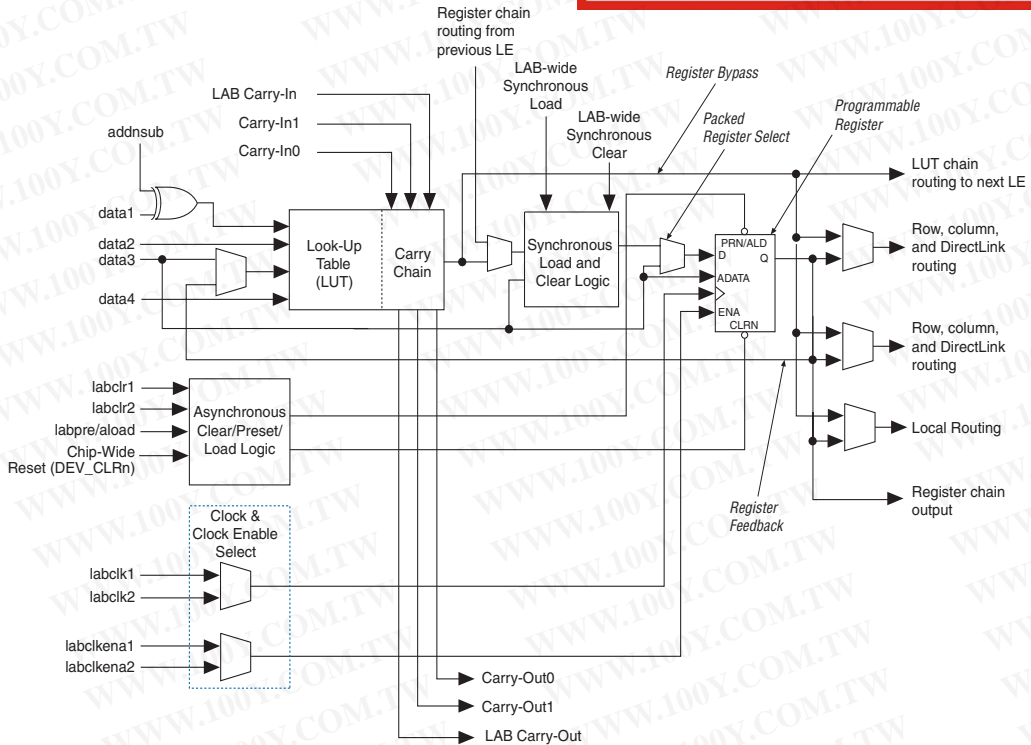 Register chain
routing from
previous LE
LAB-wide
Synchronous
Load
LAB-wide
Synchronous
Clear
Register Bypass
Packed
Register Select
Programmable
Register
LAB Carry-In
Carry-In1
Carry-In0
addnsub
data1
data2
data3
data4
Look-Up
Table
(LUT)
Carry
Chain
Synchronous
Load and
Clear Logic
PRN/ALD
D
Q
ADATA
ENA
CLRN
LUT chain
routing to next LE
Row, column,
and DirectLink
routing
Row, column,
and DirectLink
routing
Local Routing
Register chain
output
Register
Feedback
labclr1
labclr2
labpre/aload
Chip-Wide
Reset (DEV_CLRn)
Asynchronous
Clear/Preset/
Load Logic
Clock &
Clock Enable
Select
labclk1
labclk2
labclkena1
labclkena2
Carry-Out0
Carry-Out1
LAB Carry-Out
WWW.100Y.COM.TW